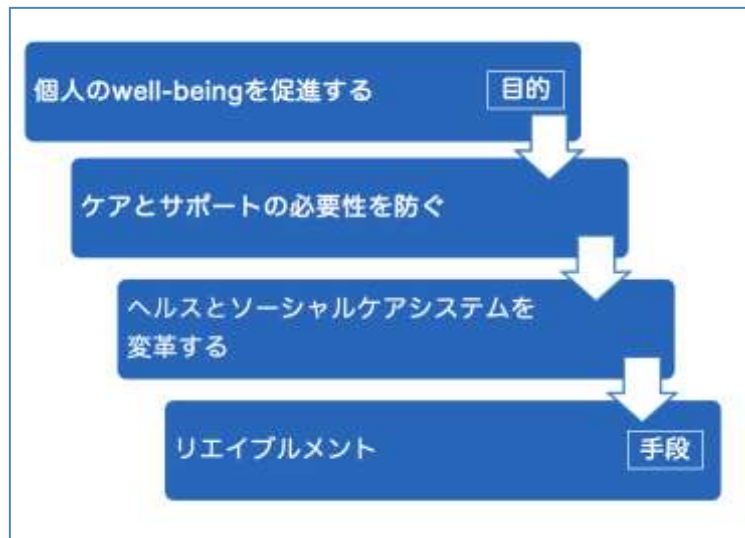 個人のwell-beingを促進する 目的
ケアとサポートの必要性を防ぐ
ヘルスとソーシャルケアシステムを
変革する
リエイブルメント 手段